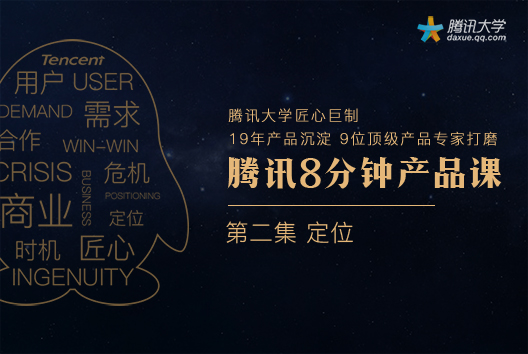 腾讯大学
daxue.qq.com
Tencent
用户 USER
DEMAND 需求
合作 WIN-WIN
CRISIS 危机
BUSINESS
POSITIONING
商业 定位
时机 匠心
INGENUITY
腾讯大学匠心巨制
19年产品沉淀 9位顶级产品专家打磨
腾讯8分钟产品课
第二集 定位